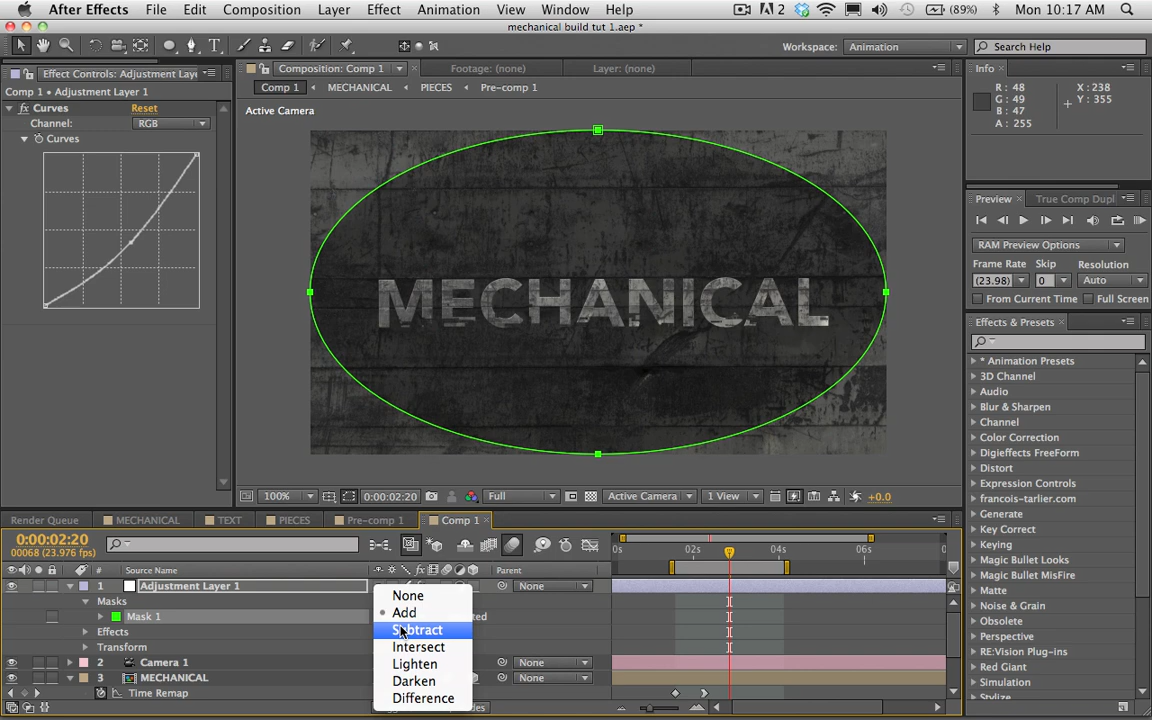 After Effects File Edit Composition Layer Effect Animation View Window Help 2 (89%) Mon 10:17 AM
mechanical build tut 1.aep *
Workspace: Animation Search Help
Effect Controls: Adjustment Laye
Composition: Comp 1 Footage: (none) Layer: (none)
Info
Comp 1 • Adjustment Layer 1
Comp 1 MECHANICAL PIECES Pre-comp 1
R: 48 X: 238
G: 49 Y: 355
B: 47
A: 255
fx Curves Reset
Channel: RGB
Curves
Active Camera
MECHANICAL
Preview True Comp Dupl
RAM Preview Options
Frame Rate Skip Resolution
(23.98) 0 Auto
From Current Time Full Screen
Effects & Presets
* Animation Presets
3D Channel
Audio
Blur & Sharpen
Channel
Color Correction
Digieffects FreeForm
Distort
Expression Controls
francois-tarlier.com
Generate
Key Correct
Keying
Magic Bullet Looks
Magic Bullet MisFire
Matte
Noise & Grain
Obsolete
Perspective
RE:Vision Plug-ins
Red Giant
Simulation
Stylize
100% 0:00:02:20 Full Active Camera 1 View +0.0
Render Queue MECHANICAL TEXT PIECES Pre-comp 1 Comp 1
0:00:02:20
00068 (23.976 fps)
0s 02s 04s 06s
# Source Name Parent
1 Adjustment Layer 1 None
Masks
Mask 1 ted
Effects
Transform
2 Camera 1 None
3 MECHANICAL None
Time Remap
None
Add
Subtract
Intersect
Lighten
Darken
Difference